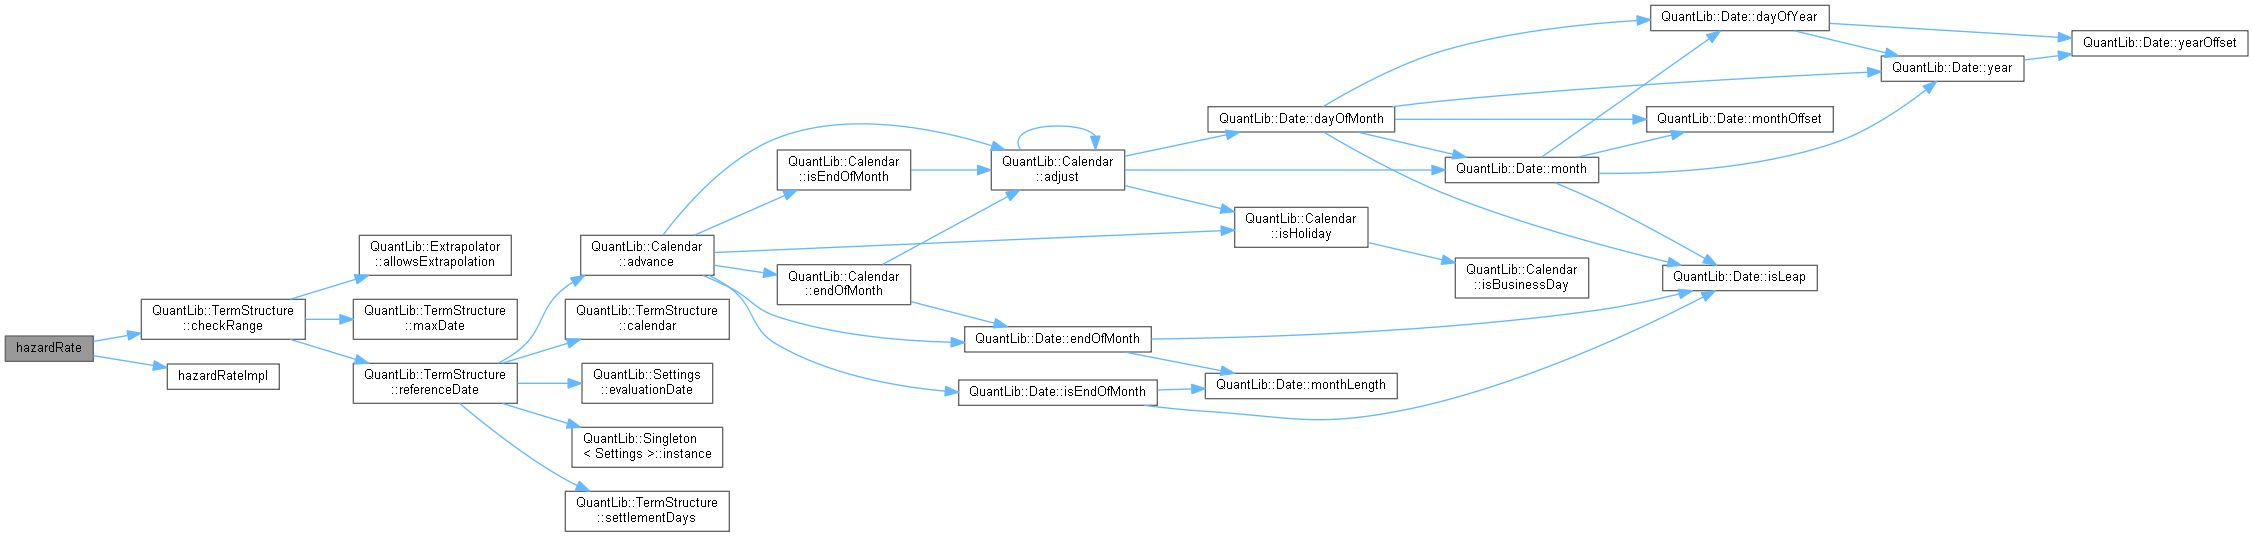 hazardRate
QuantLib::TermStructure
::checkRange
hazardRateImpl
QuantLib::Extrapolator
::allowsExtrapolation
QuantLib::TermStructure
::maxDate
QuantLib::TermStructure
::referenceDate
QuantLib::Calendar
::advance
QuantLib::TermStructure
::calendar
QuantLib::Settings
::evaluationDate
QuantLib::Singleton
< Settings >::instance
QuantLib::TermStructure
::settlementDays
QuantLib::Calendar
::isEndOfMonth
QuantLib::Calendar
::endOfMonth
QuantLib::Calendar
::adjust
QuantLib::Date::endOfMonth
QuantLib::Date::isEndOfMonth
QuantLib::Date::dayOfMonth
QuantLib::Calendar
::isHoliday
QuantLib::Date::monthLength
QuantLib::Date::month
QuantLib::Calendar
::isBusinessDay
QuantLib::Date::dayOfYear
QuantLib::Date::monthOffset
QuantLib::Date::isLeap
QuantLib::Date::year
QuantLib::Date::yearOffset